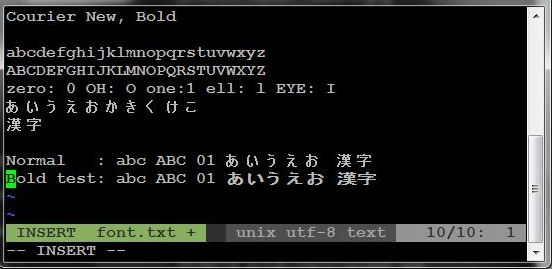 Courier New, Bold
abcdefghijklmnopqrstuvwxyz
ABCDEFGHIJKLMNOPQRSTUVWXYZ
zero: 0 OH: O one:1 ell: l EYE: I
あいうえおかきくけこ
漢字
Normal   : abc ABC 01 あいうえお 漢字
Bold test: abc ABC 01 あいうえお 漢字
~
~
INSERT  font.txt +  unix utf-8 text  10/10:  1
-- INSERT --